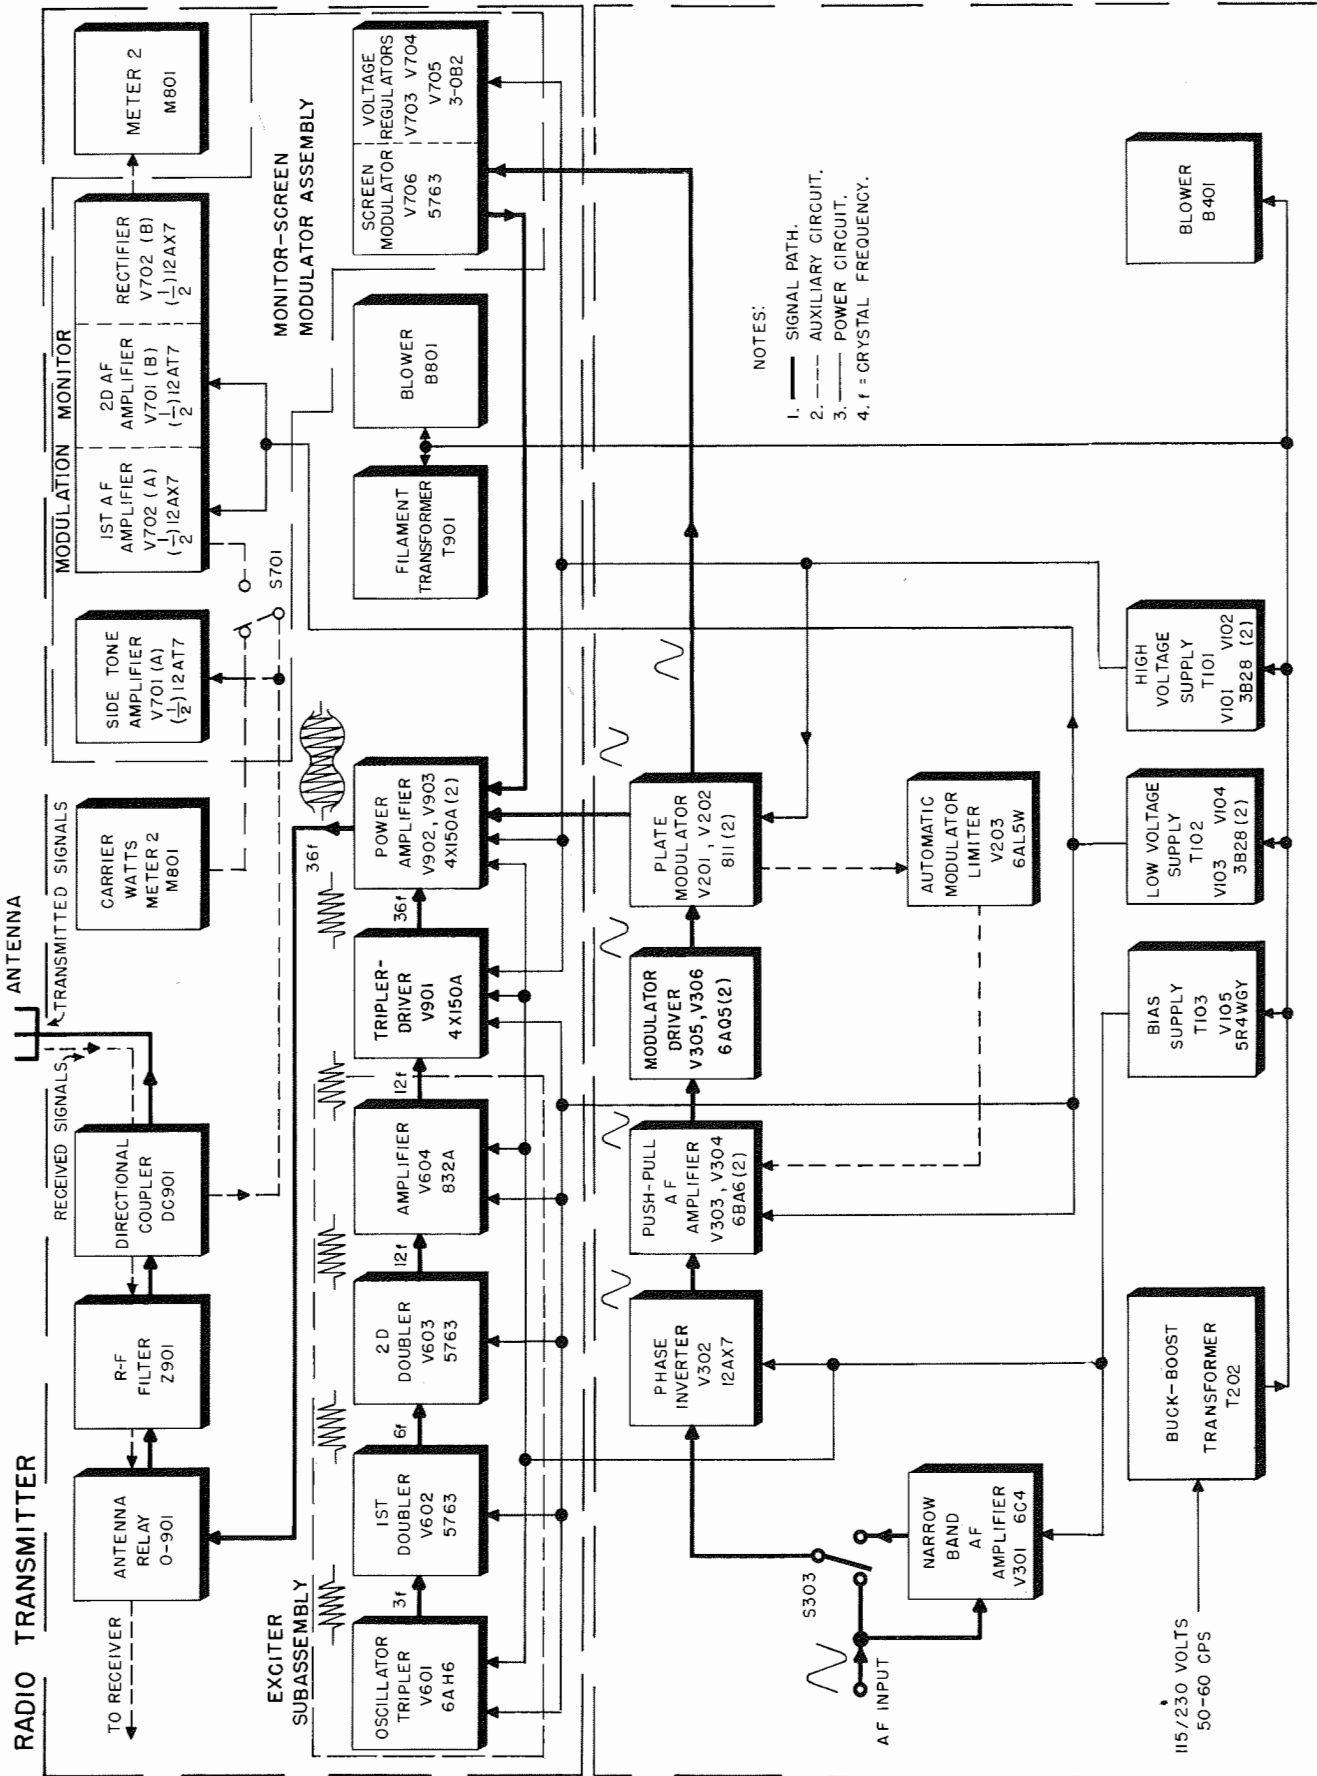 RADIO TRANSMITTER
ANTENNA
TO RECEIVER
ANTENNA
RELAY
O-901
R-F
FILTER
Z901
DIRECTIONAL
COUPLER
DC901
RECEIVED SIGNALS
TRANSMITTED SIGNALS
CARRIER
WATTS
METER 2
M801
SIDE TONE
AMPLIFIER
V701 (A)
(1/2) 12AT7
S701
MODULATION MONITOR
1ST AF
AMPLIFIER
V702 (A)
(1/2) 12AX7
2
2D AF
AMPLIFIER
V701 (B)
(1/2) 12AT7
2
RECTIFIER
V702 (B)
(1/2) 12AX7
2
METER 2
M801
EXCITER
SUBASSEMBLY
OSCILLATOR
TRIPLER
V601
6AH6
3f
1ST
DOUBLER
V602
5763
6f
2D
DOUBLER
V603
5763
12f
AMPLIFIER
V604
832A
12f
TRIPLER-
DRIVER
V901
4X150A
36f
POWER
AMPLIFIER
V902, V903
4X150A (2)
36f
FILAMENT
TRANSFORMER
T901
BLOWER
B801
MONITOR-SCREEN
MODULATOR ASSEMBLY
SCREEN
MODULATOR
V706
5763
VOLTAGE
REGULATORS
V703 V704
V705
3-OB2
AF INPUT
S303
NARROW
BAND
AF
AMPLIFIER
V301 6C4
PHASE
INVERTER
V302
12AX7
PUSH-PULL
AF
AMPLIFIER
V303, V304
6BA6 (2)
MODULATOR
DRIVER
V305, V306
6AQ5 (2)
PLATE
MODULATOR
V201, V202
811 (2)
AUTOMATIC
MODULATOR
LIMITER
V203
6AL5W
NOTES:
1. SIGNAL PATH.
2. AUXILIARY CIRCUIT.
3. POWER CIRCUIT.
4. f = CRYSTAL FREQUENCY.
115/230 VOLTS
50-60 CPS
BUCK-BOOST
TRANSFORMER
T202
BIAS
SUPPLY
T103
V105
5R4WGY
LOW VOLTAGE
SUPPLY
T102
V103 V104
3B28 (2)
HIGH
VOLTAGE
SUPPLY
T101
V101 V102
3B28 (2)
BLOWER
B401